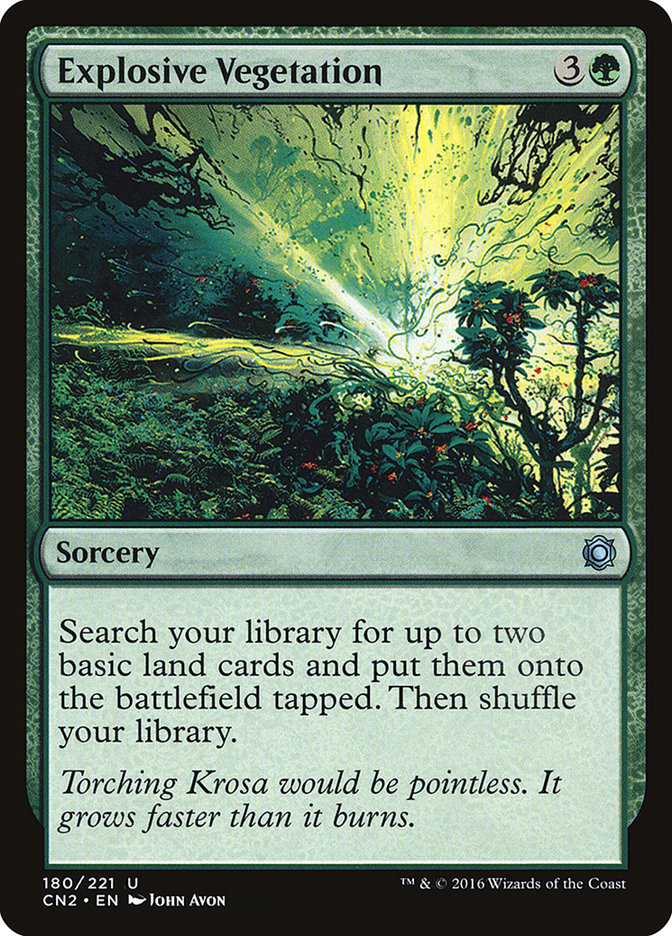 Explosive Vegetation 3
Sorcery
Search your library for up to two
basic land cards and put them onto
the battlefield tapped. Then shuffle
your library.
Torching Krosa would be pointless. It
grows faster than it burns.
180/221 U
™ & © 2016 Wizards of the Coast
CN2 • EN John Avon